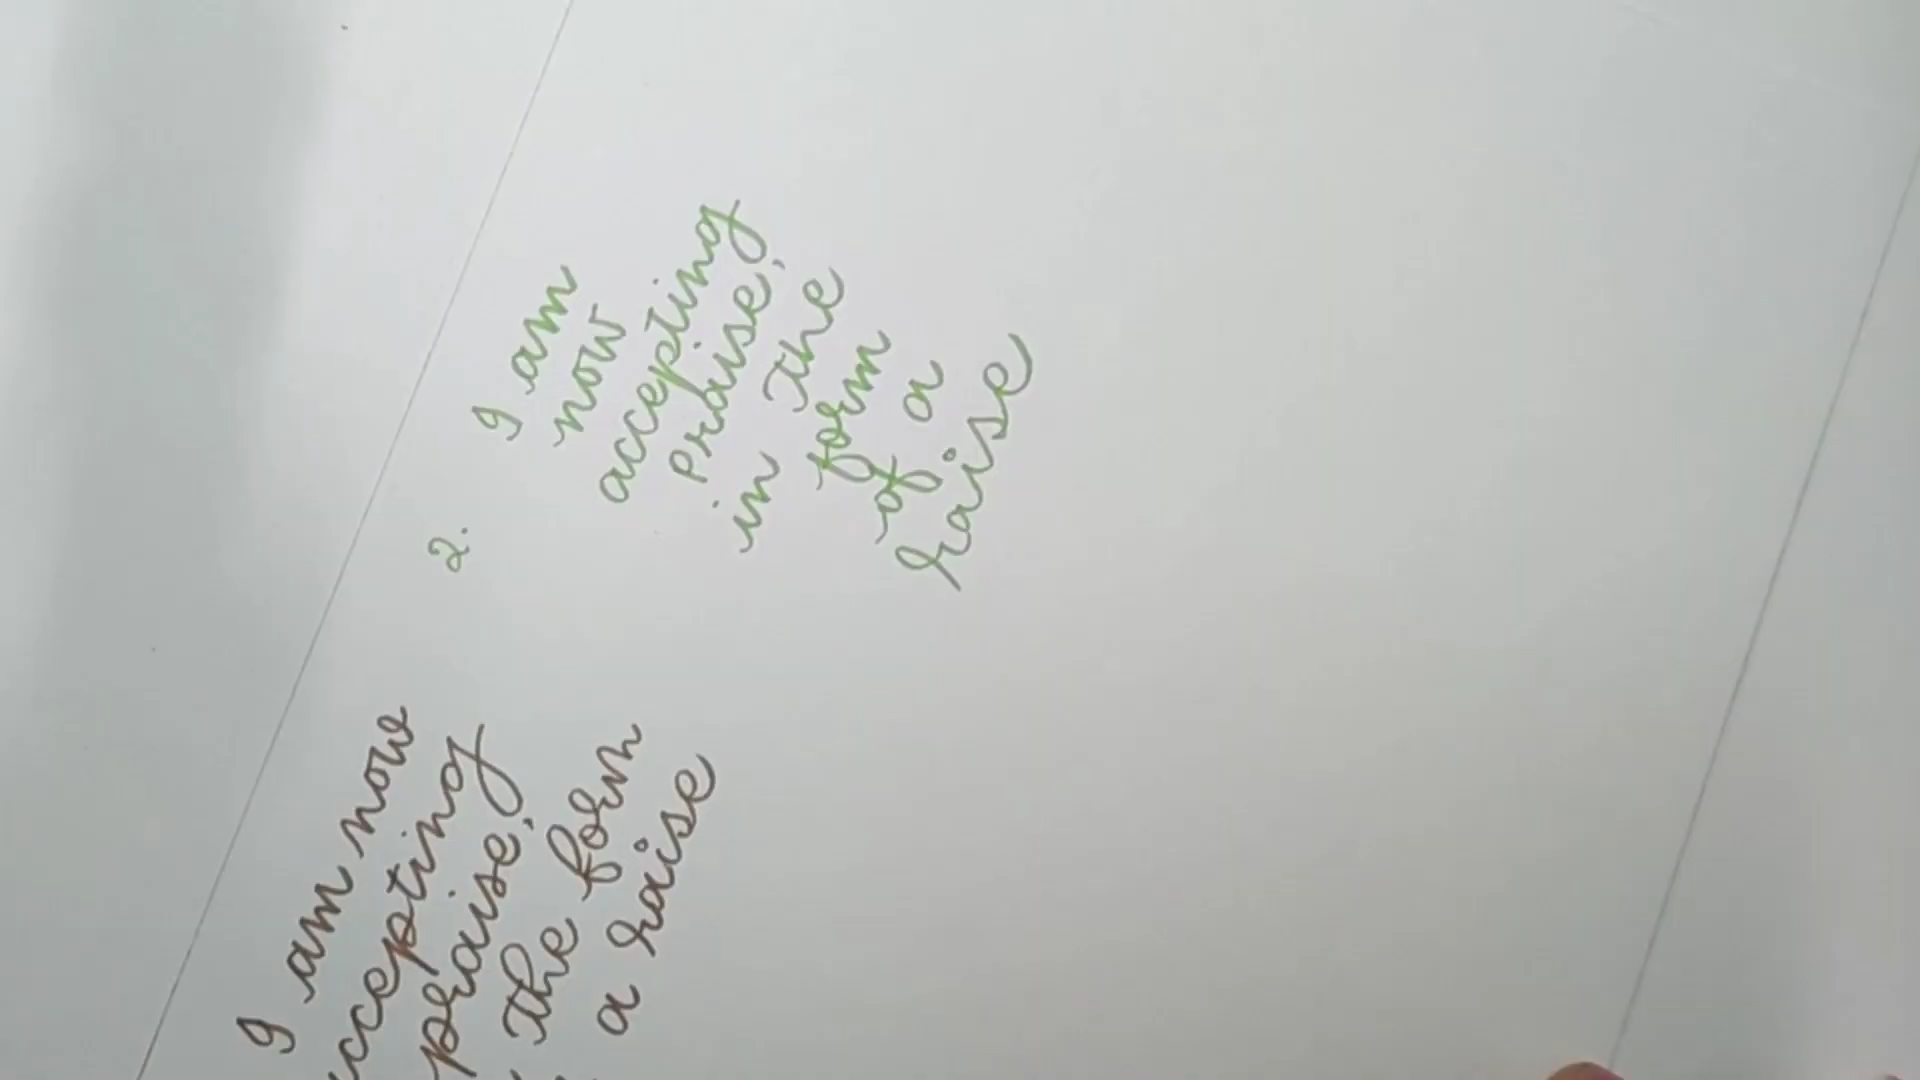 I am now
ccepting
praise.
the form
a raise
2.
I am
now
accepting
Praise.
in the
form
of a
raise